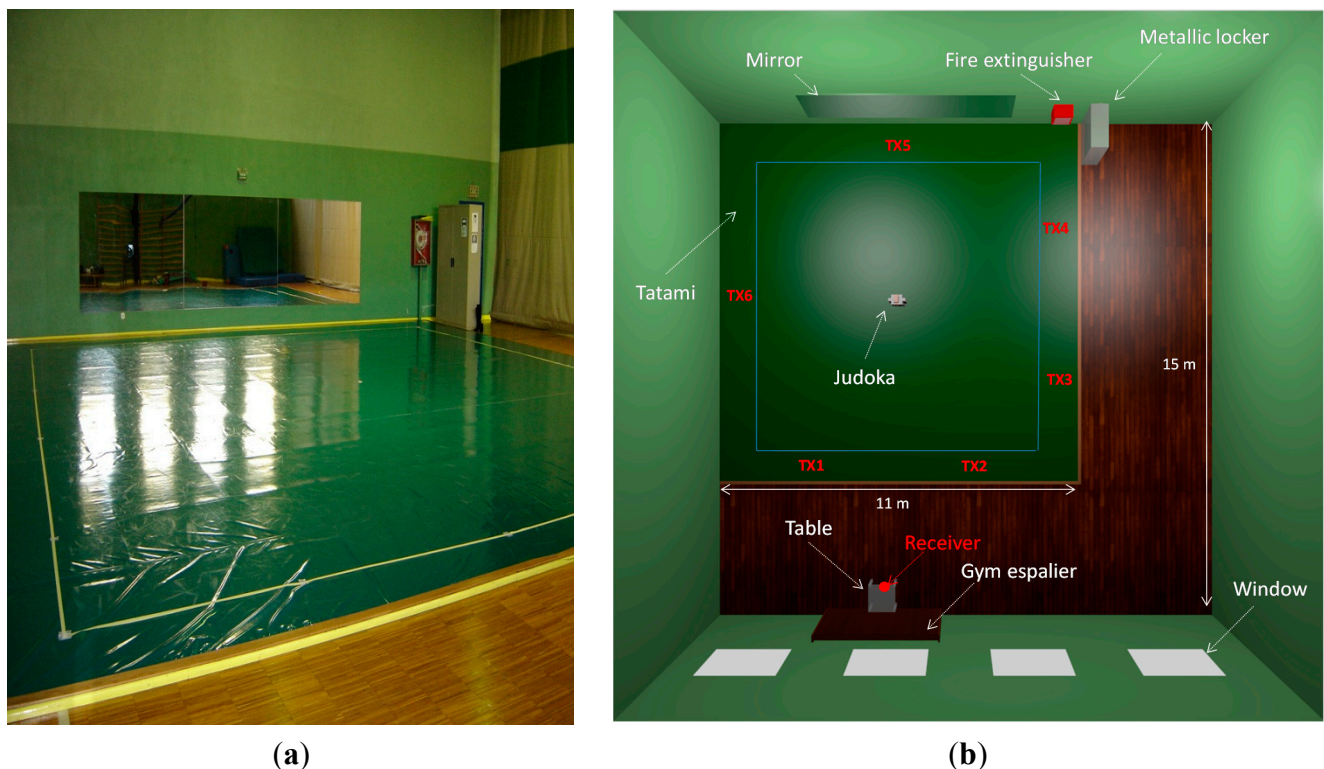 Metallic locker
Mirror
Fire extinguisher
TX5
TX4
Tatami
TX6
15 m
Judoka
TX3
TX1
TX2
11 m
Table
Receiver
Gym espalier
Window
(a)
(b)